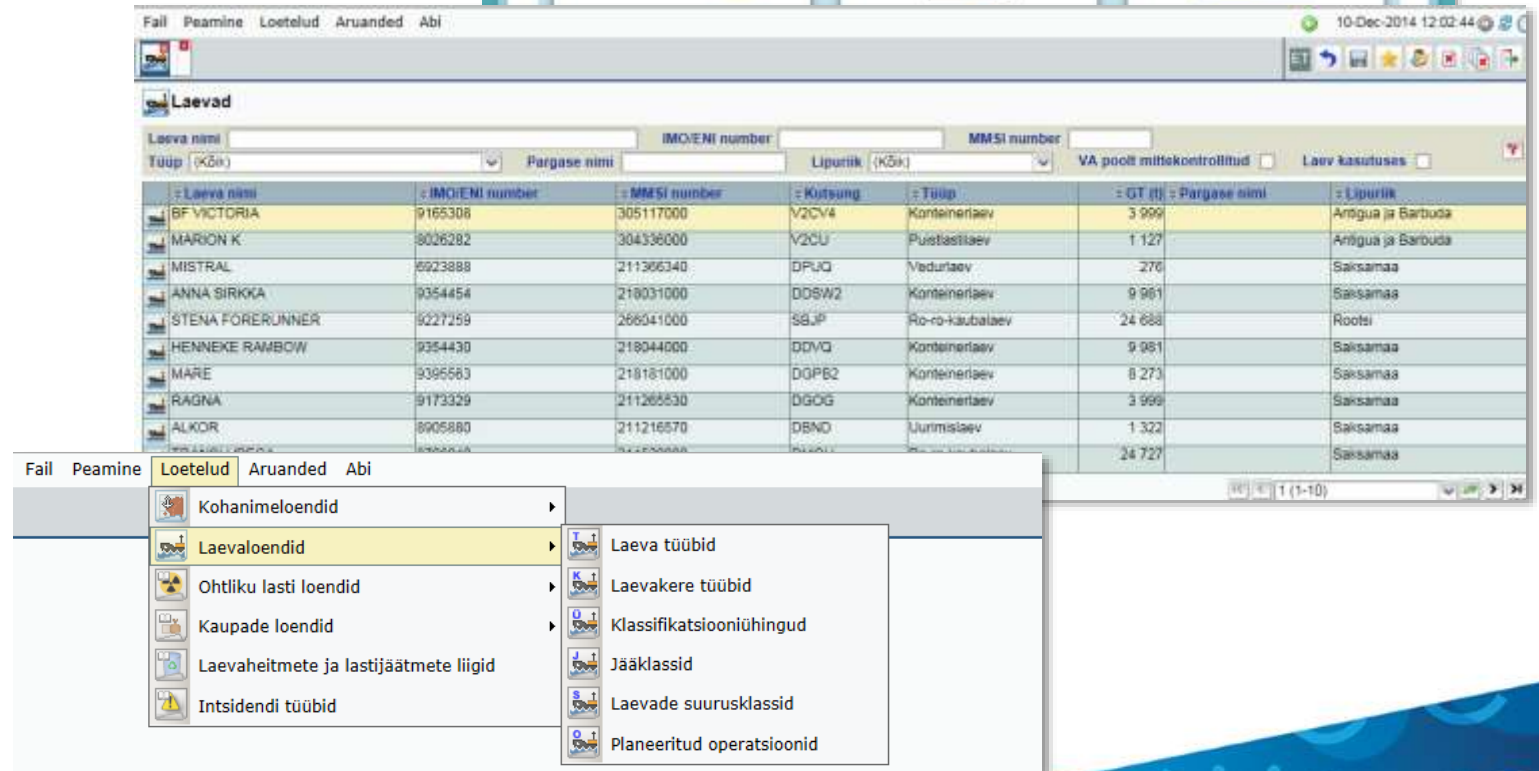 Fail Peamine Loetelud Aruanded Abi 10-Dec-2014 12:02:44
Laevad
Laeva nimi IMO/ENI number MMSI number
Tüüp (Kõik) Pargase nimi Lipuriik (Kõik) VA poolt mittekontrollitud Laev kasutuses
Laeva nimi IMO/ENI number MMSI number Kutsung Tüüp GT (t) Pargase nimi Lipuriik
BF VICTORIA 9165308 305117000 V2CV4 Konteinerlaev 3 999 Antigua ja Barbuda
MARION K 8026282 304336000 V2CU Puistlastilaev 1 127 Antigua ja Barbuda
MISTRAL 6923888 211366340 DPUQ Vedurlaev 276 Saksamaa
ANNA SIRKKA 9354454 218031000 DDSW2 Konteinerlaev 9 981 Saksamaa
STENA FORERUNNER 9227259 266041000 SBJP Ro-ro-kaubalaev 24 688 Rootsi
HENNEKE RAMBOW 9354430 218044000 DDVQ Konteinerlaev 9 981 Saksamaa
MARE 9395563 218181000 DGPB2 Konteinerlaev 8 273 Saksamaa
RAGNA 9173329 211265530 DGOG Konteinerlaev 3 999 Saksamaa
ALKOR 8905880 211216570 DBND Uurimislaev 1 322 Saksamaa
24 727 Saksamaa
1 (1-10)
Fail Peamine Loetelud Aruanded Abi
Kohanimeloendid
Laevaloendid
Ohtliku lasti loendid
Kaupade loendid
Laevaheitmete ja lastijäätmete liigid
Intsidendi tüübid
Laeva tüübid
Laevakere tüübid
Klassifikatsiooniühingud
Jääklassid
Laevade suurusklassid
Planeeritud operatsioonid